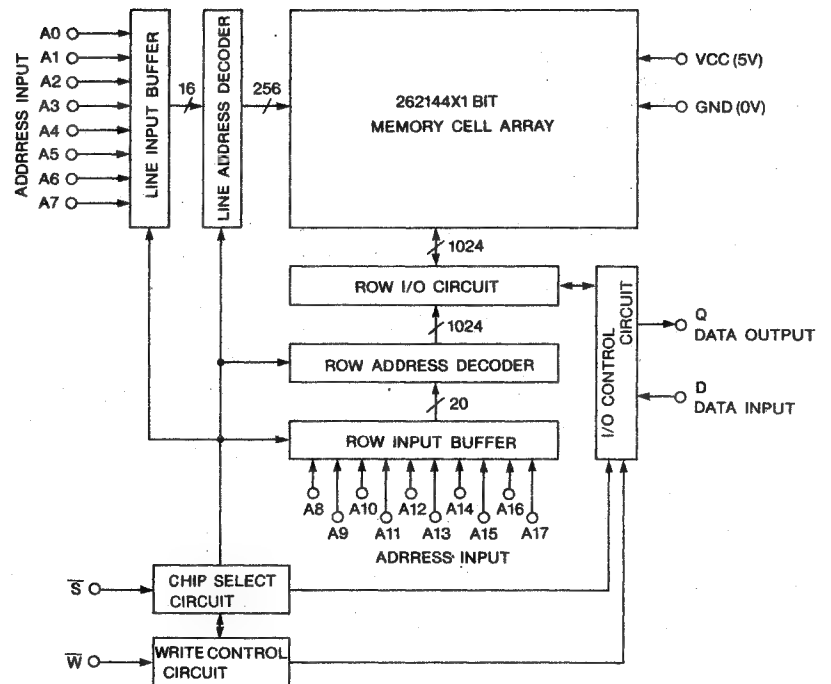 ADDRRESS INPUT
A0
A1
A2
A3
A4
A5
A6
A7
LINE INPUT BUFFER
16
LINE ADDRESS DECODER
256
262144X1 BIT
MEMORY CELL ARRAY
VCC (5V)
GND (0V)
1024
ROW I/O CIRCUIT
1024
ROW ADDRESS DECODER
20
ROW INPUT BUFFER
I/O CONTROL
CIRCUIT
Q
DATA OUTPUT
D
DATA INPUT
A8
A10
A12
A14
A16
A9
A11
A13
A15
A17
ADRRESS INPUT
S̅
CHIP SELECT
CIRCUIT
W̅
WRITE CONTROL
CIRCUIT